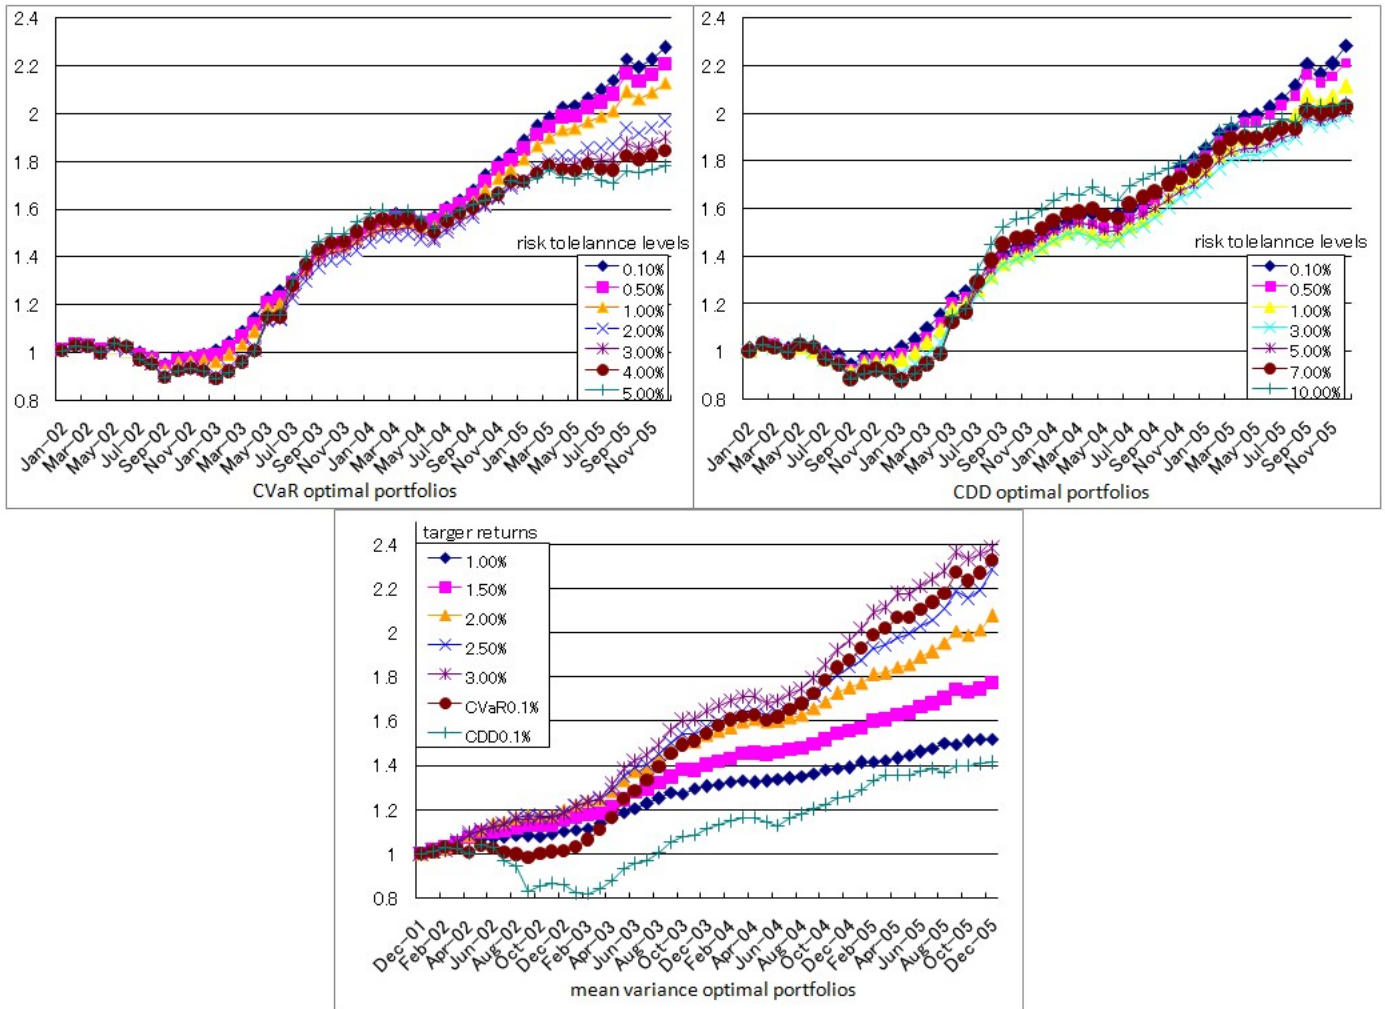 2.4
2.2
2
1.8
1.6
1.4
1.2
1
0.8
risk tolelannce levels
0.10%
0.50%
1.00%
2.00%
3.00%
4.00%
5.00%
Jan-02
Mar-02
May-02
Jul-02
Sep-02
Nov-02
Jan-03
Mar-03
May-03
Jul-03
Sep-03
Nov-03
Jan-04
Mar-04
May-04
Jul-04
Sep-04
Nov-04
Jan-05
Mar-05
May-05
Jul-05
Sep-05
Nov-05
CVaR optimal portfolios
2.4
2.2
2
1.8
1.6
1.4
1.2
1
0.8
risk tolelannce levels
0.10%
0.50%
1.00%
3.00%
5.00%
7.00%
10.00%
Jan-02
Mar-02
May-02
Jul-02
Sep-02
Nov-02
Jan-03
Mar-03
May-03
Jul-03
Sep-03
Nov-03
Jan-04
Mar-04
May-04
Jul-04
Sep-04
Nov-04
Jan-05
Mar-05
May-05
Jul-05
Sep-05
Nov-05
CDD optimal portfolios
targer returns
1.00%
1.50%
2.00%
2.50%
3.00%
CVaR0.1%
CDD0.1%
2.4
2.2
2
1.8
1.6
1.4
1.2
1
0.8
Dec-01
Feb-02
Apr-02
Jun-02
Aug-02
Oct-02
Dec-02
Feb-03
Apr-03
Jun-03
Aug-03
Oct-03
Dec-03
Feb-04
Apr-04
Jun-04
Aug-04
Oct-04
Dec-04
Feb-05
Apr-05
Jun-05
Aug-05
Oct-05
Dec-05
mean variance optimal portfolios